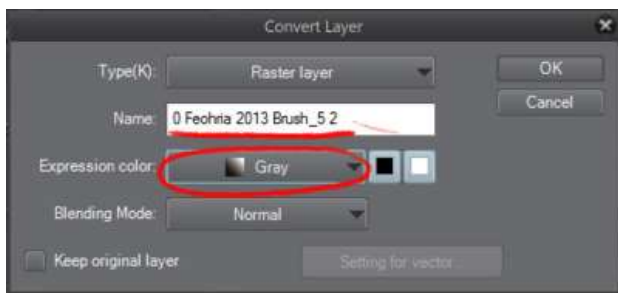 Convert Layer
Type(K): Raster layer
OK
Name: 0 Feohria 2013 Brush_5 2
Cancel
Expression color: Gray
Blending Mode: Normal
Keep original layer
Setting for vector...